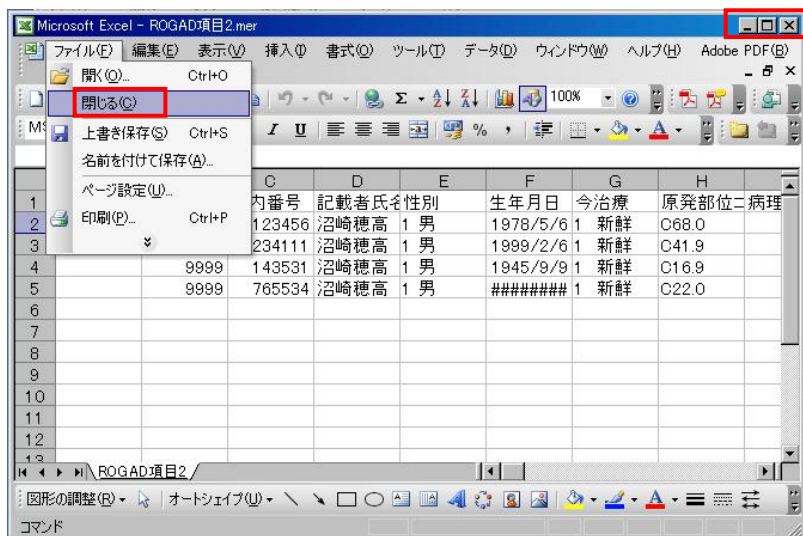 Microsoft Excel - ROGAD項目2.mer
ファイル(F) 編集(E) 表示(V) 挿入(I) 書式(O) ツール(T) データ(D) ウィンドウ(W) ヘルプ(H) Adobe PDF(B)
開く(O)... Ctrl+O
閉じる(C)
上書き保存(S) Ctrl+S
名前を付けて保存(A)...
ページ設定(U)...
印刷(P)... Ctrl+P
100%
MS
C D E F G H
1 内番号 記載者氏名 性別 生年月日 今治療 原発部位コ 病理
2 123456 沼崎穂高 1 男 1978/5/6 1 新鮮 C68.0
3 234111 沼崎穂高 1 男 1999/2/6 1 新鮮 C41.9
4 9999 143531 沼崎穂高 1 男 1945/9/9 1 新鮮 C16.9
5 9999 765534 沼崎穂高 1 男 ######## 1 新鮮 C22.0
6
7
8
9
10
11
12
13
ROGAD項目2
図形の調整(R) オートシェイプ(U)
コマンド